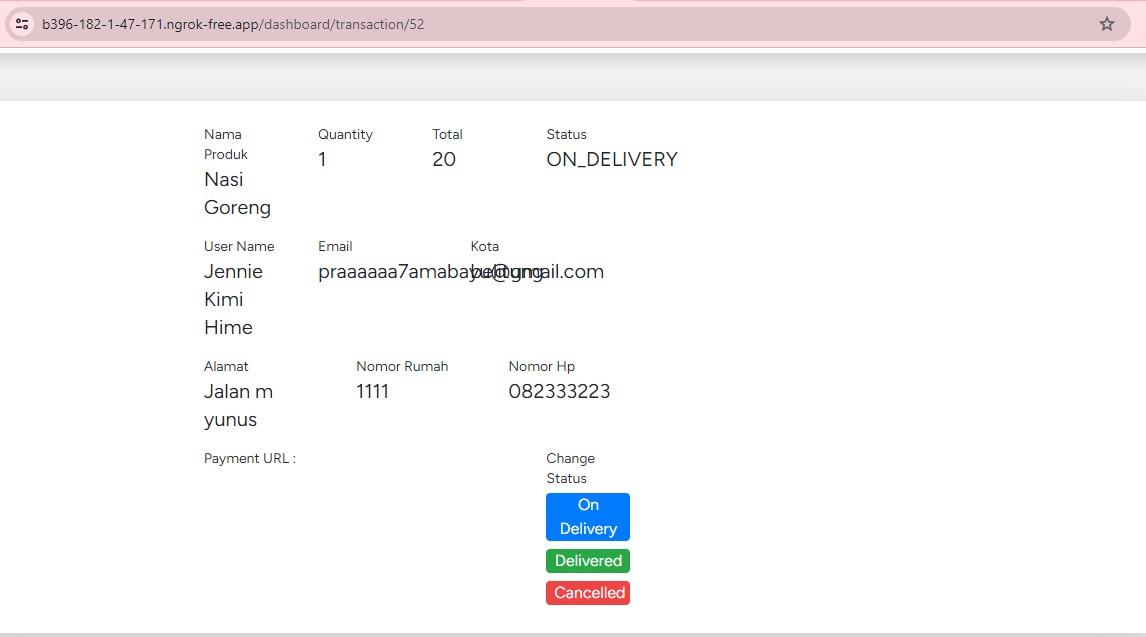 b396-182-1-47-171.ngrok-free.app/dashboard/transaction/52
Nama Produk
Quantity
Total
Status
Nasi Goreng
1
20
ON_DELIVERY
User Name
Email
Kota
Jennie Kimi Hime
praaaaaa7amabayu@gmail.com
belitung
Alamat
Nomor Rumah
Nomor Hp
Jalan m yunus
1111
082333223
Payment URL :
Change Status
On Delivery
Delivered
Cancelled